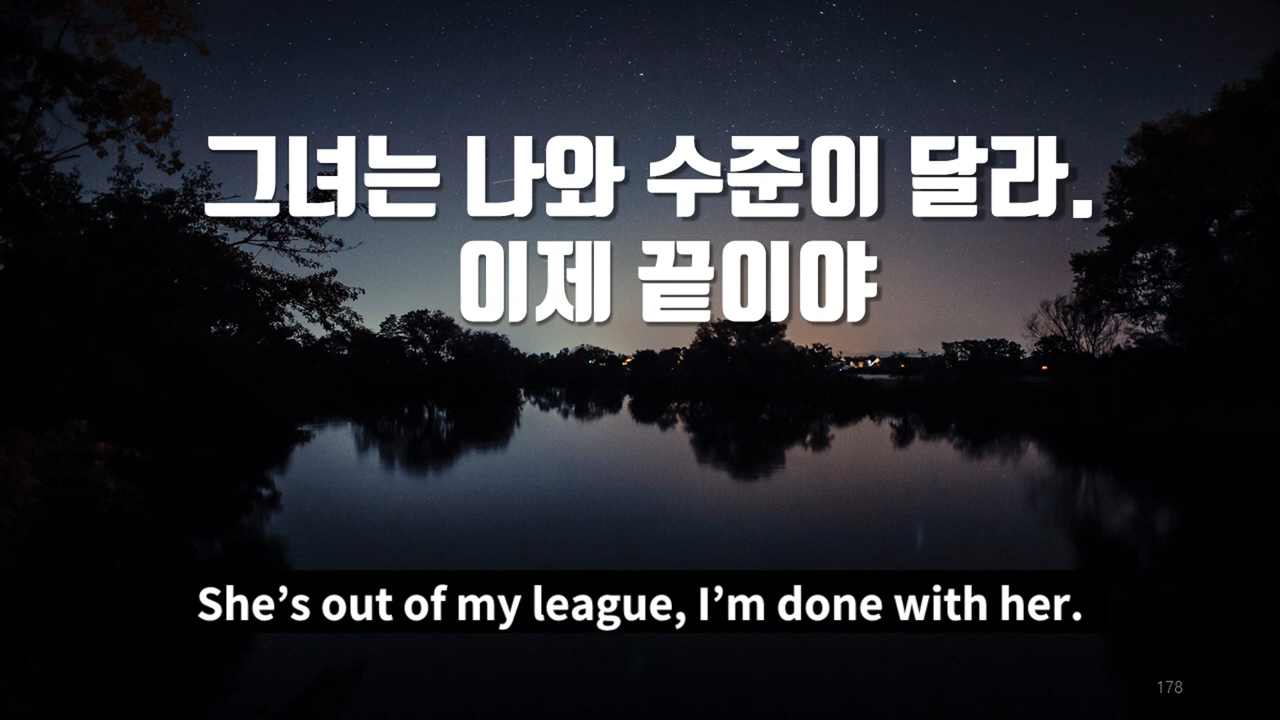 그녀는 나와 수준이 달라.
이제 끝이야
She’s out of my league, I’m done with her.
178